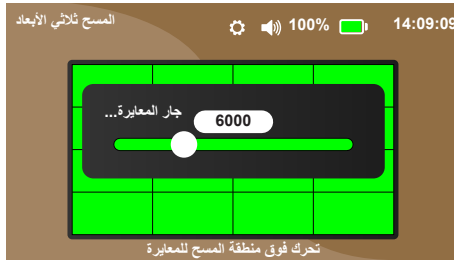 المسح ثلاثي الأبعاد
100%
14:09:09
جار المعايرة...
6000
تحرك فوق منطقة المسح للمعايرة